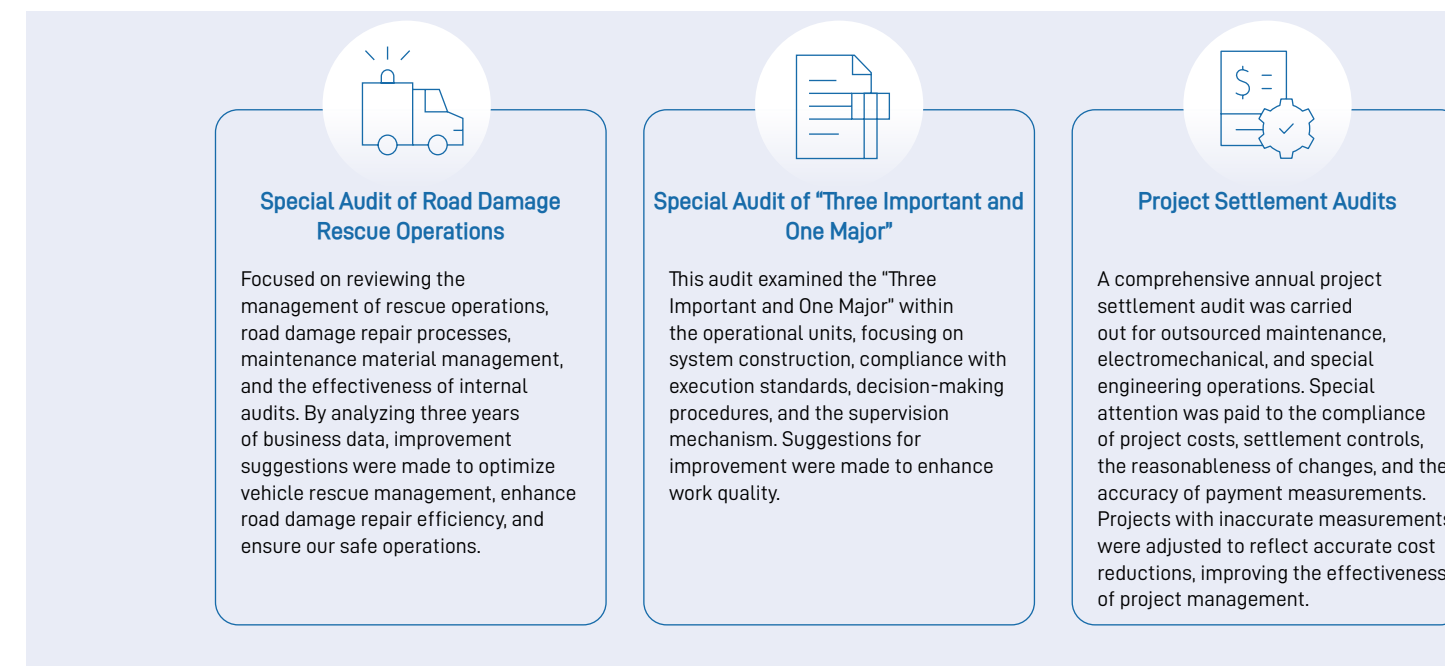 Special Audit of Road Damage
Rescue Operations
Focused on reviewing the
management of rescue operations,
road damage repair processes,
maintenance material management,
and the effectiveness of internal
audits. By analyzing three years
of business data, improvement
suggestions were made to optimize
vehicle rescue management, enhance
road damage repair efficiency, and
ensure our safe operations.
Special Audit of “Three Important and
One Major”
This audit examined the “Three
Important and One Major” within
the operational units, focusing on
system construction, compliance with
execution standards, decision-making
procedures, and the supervision
mechanism. Suggestions for
improvement were made to enhance
work quality.
$
Project Settlement Audits
A comprehensive annual project
settlement audit was carried
out for outsourced maintenance,
electromechanical, and special
engineering operations. Special
attention was paid to the compliance
of project costs, settlement controls,
the reasonableness of changes, and the
accuracy of payment measurements.
Projects with inaccurate measurements
were adjusted to reflect accurate cost
reductions, improving the effectiveness
of project management.